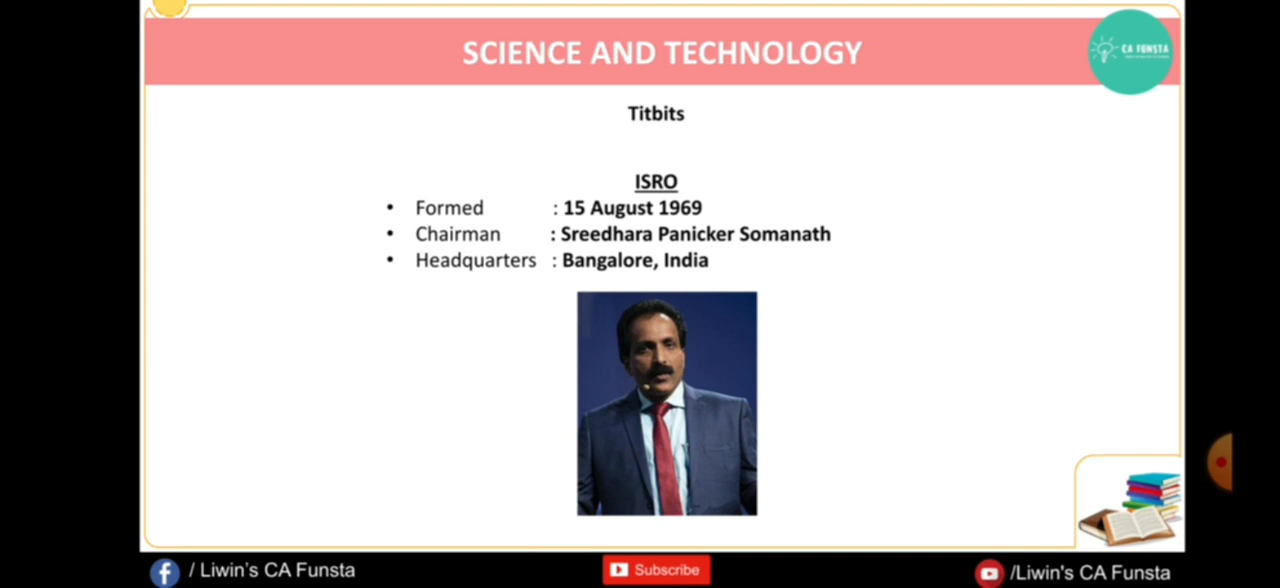 SCIENCE AND TECHNOLOGY
CA FUNSTA
Titbits
ISRO
• Formed : 15 August 1969
• Chairman : Sreedhara Panicker Somanath
• Headquarters : Bangalore, India
/ Liwin's CA Funsta
Subscribe
/Liwin's CA Funsta